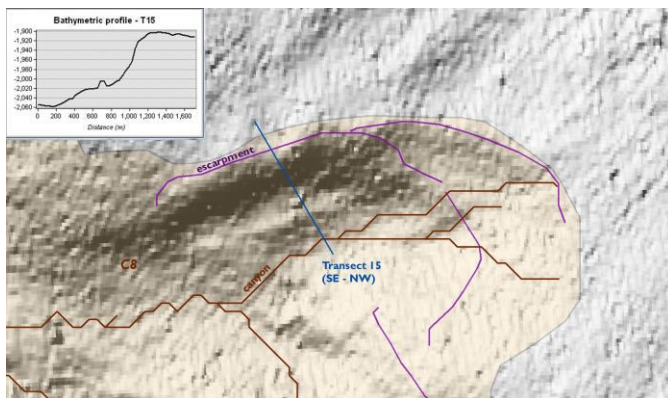 Bathymetric profile - T15
-1,900
-1,920
-1,940
-1,960
-1,980
-2,000
-2,020
-2,040
-2,060
0 200 400 600 800 1,000 1,200 1,400 1,600
Distance (m)
escarpment
C8
canyon
Transect 15
(SE - NW)